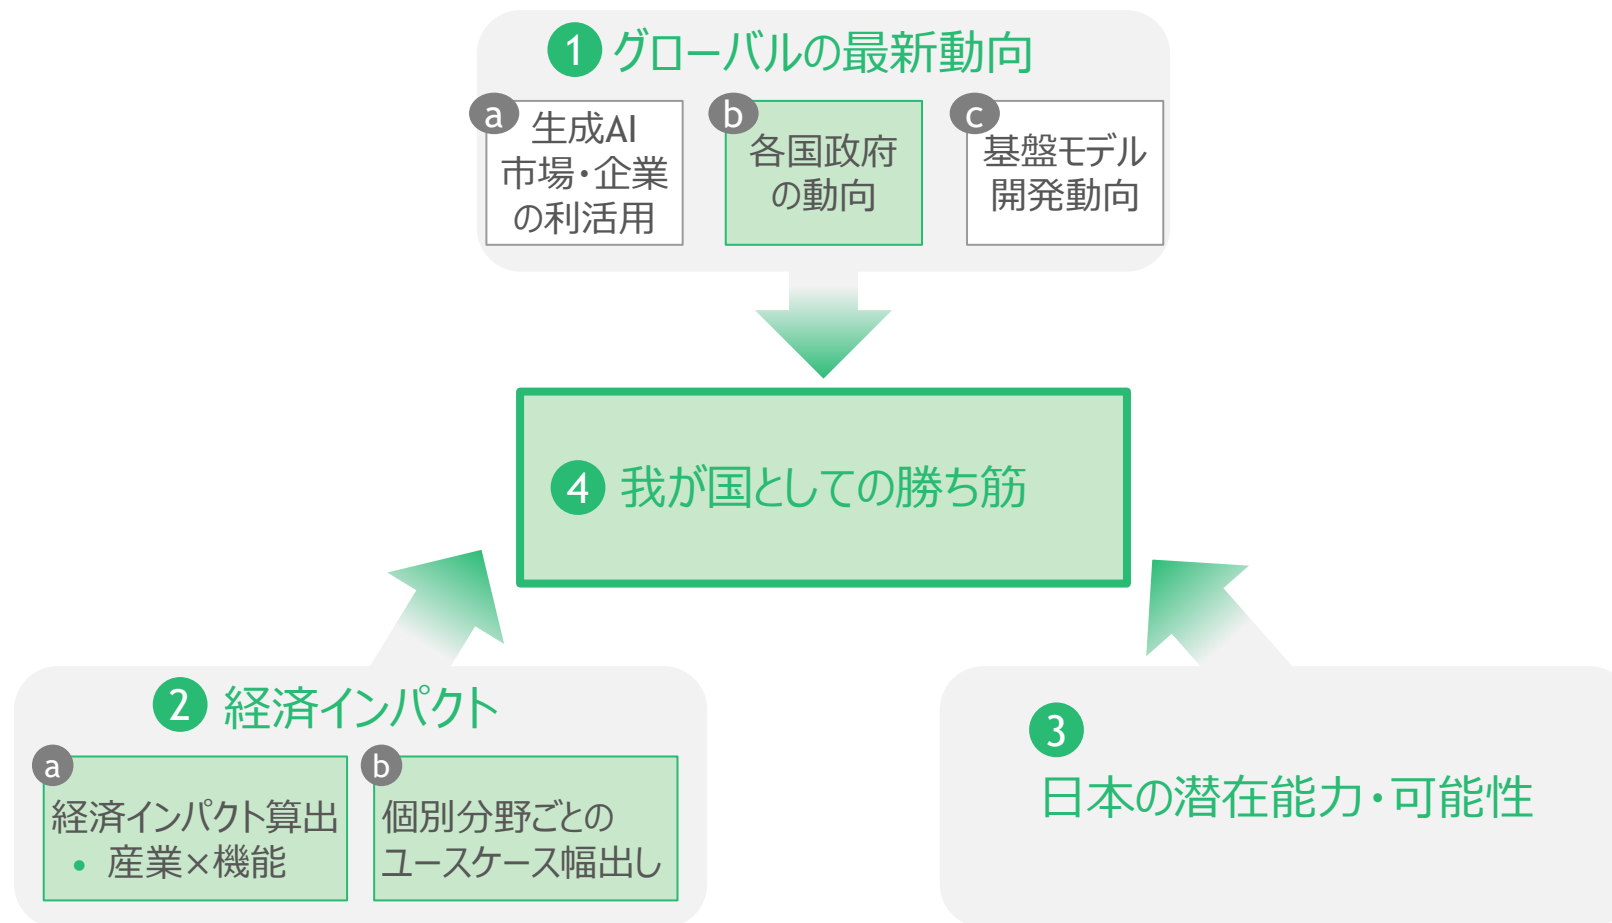 1 グローバルの最新動向
a
生成AI
市場・企業
の利活用
b
各国政府
の動向
c
基盤モデル
開発動向
4 我が国としての勝ち筋
2 経済インパクト
a
経済インパクト算出
• 産業×機能
b
個別分野ごとの
ユースケース幅出し
3
日本の潜在能力・可能性